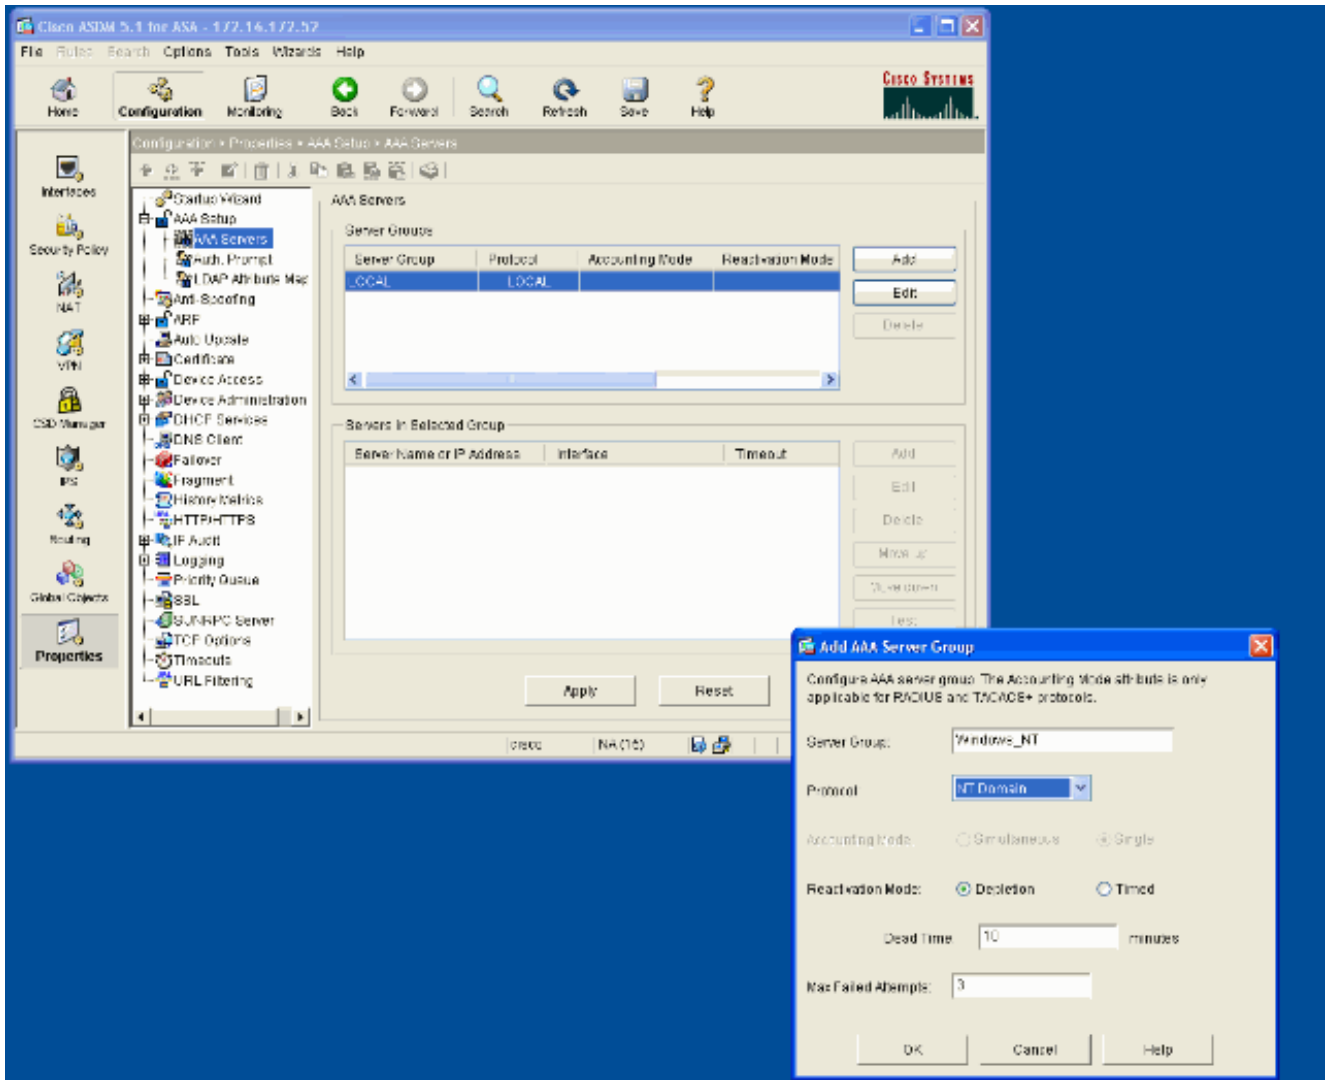 Cisco ASDM 5.1 for ASA - 172.16.172.52
File Rules Search Options Tools Wizards Help
Home Configuration Monitoring Back Forward Search Refresh Save Help
CISCO SYSTEMS
Configuration > Properties > AAA Setup > AAA Servers
Interfaces
Security Policy
NAT
VPN
CSD Manager
IPS
Routing
Global Objects
Properties
Startup Wizard
AAA Setup
AAA Servers
Auth. Prompt
LDAP Attribute Map
Anti-Spoofing
ARP
Auto Update
Certificate
Device Access
Device Administration
DHCP Services
DNS Client
Failover
Fragment
History Metrics
HTTP/HTTPS
IP Audit
Logging
Priority Queue
SSL
SUNRPC Server
TCP Options
Timeouts
URL Filtering
AAA Servers
Server Groups
Server Group Protocol Accounting Mode Reactivation Mode
LOCAL LOCAL
Add
Edit
Delete
Servers in Selected Group
Server Name or IP Address Interface Timeout
Add
Edit
Delete
Move up
Move down
Test
Apply Reset
cisco NA (15)
Add AAA Server Group
Configure AAA server group. The Accounting Mode attribute is only
applicable for RADIUS and TACACS+ protocols.
Server Group: Windows_NT
Protocol NT Domain
Accounting Mode: Simultaneous Single
Reactivation Mode: Depletion Timed
Dead Time: 10 minutes
Max Failed Attempts: 3
OK Cancel Help